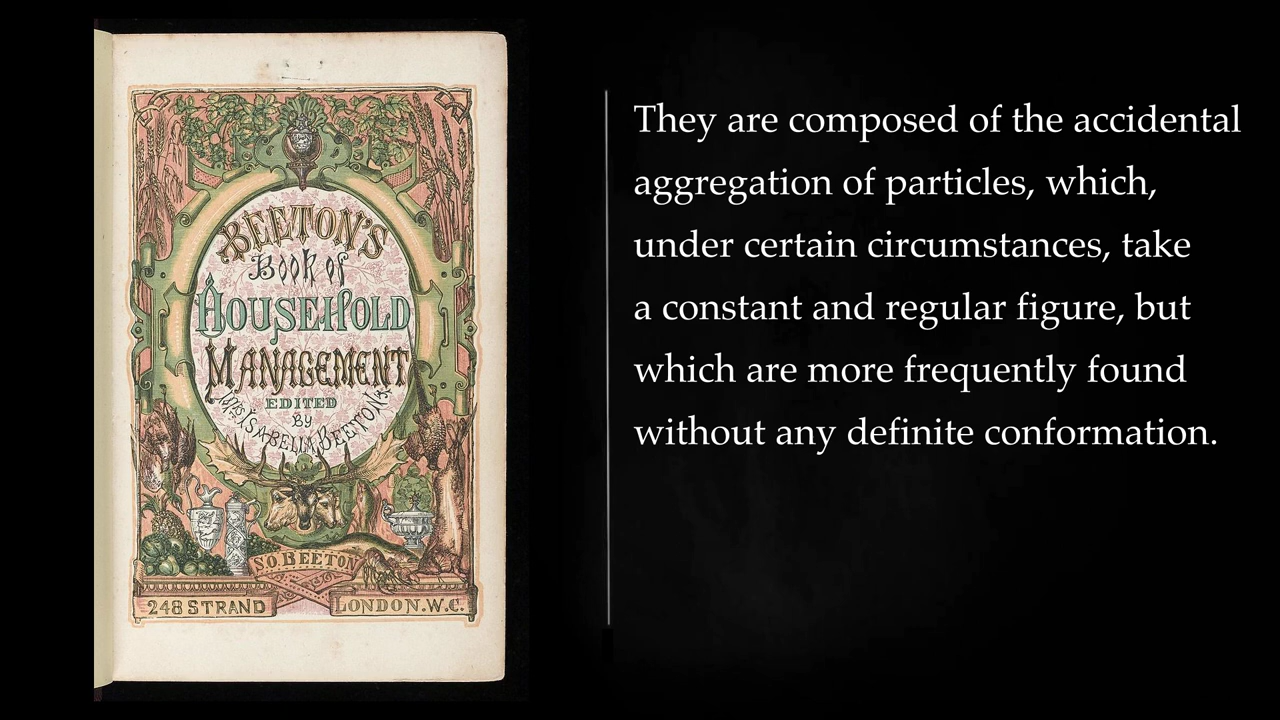 BEETON'S
Book of
HOUSEHOLD
MANAGEMENT
EDITED
By
MRS ISABELLA BEETON
S.O. BEETON
248 STRAND
LONDON.W.C.
They are composed of the accidental
aggregation of particles, which,
under certain circumstances, take
a constant and regular figure, but
which are more frequently found
without any definite conformation.